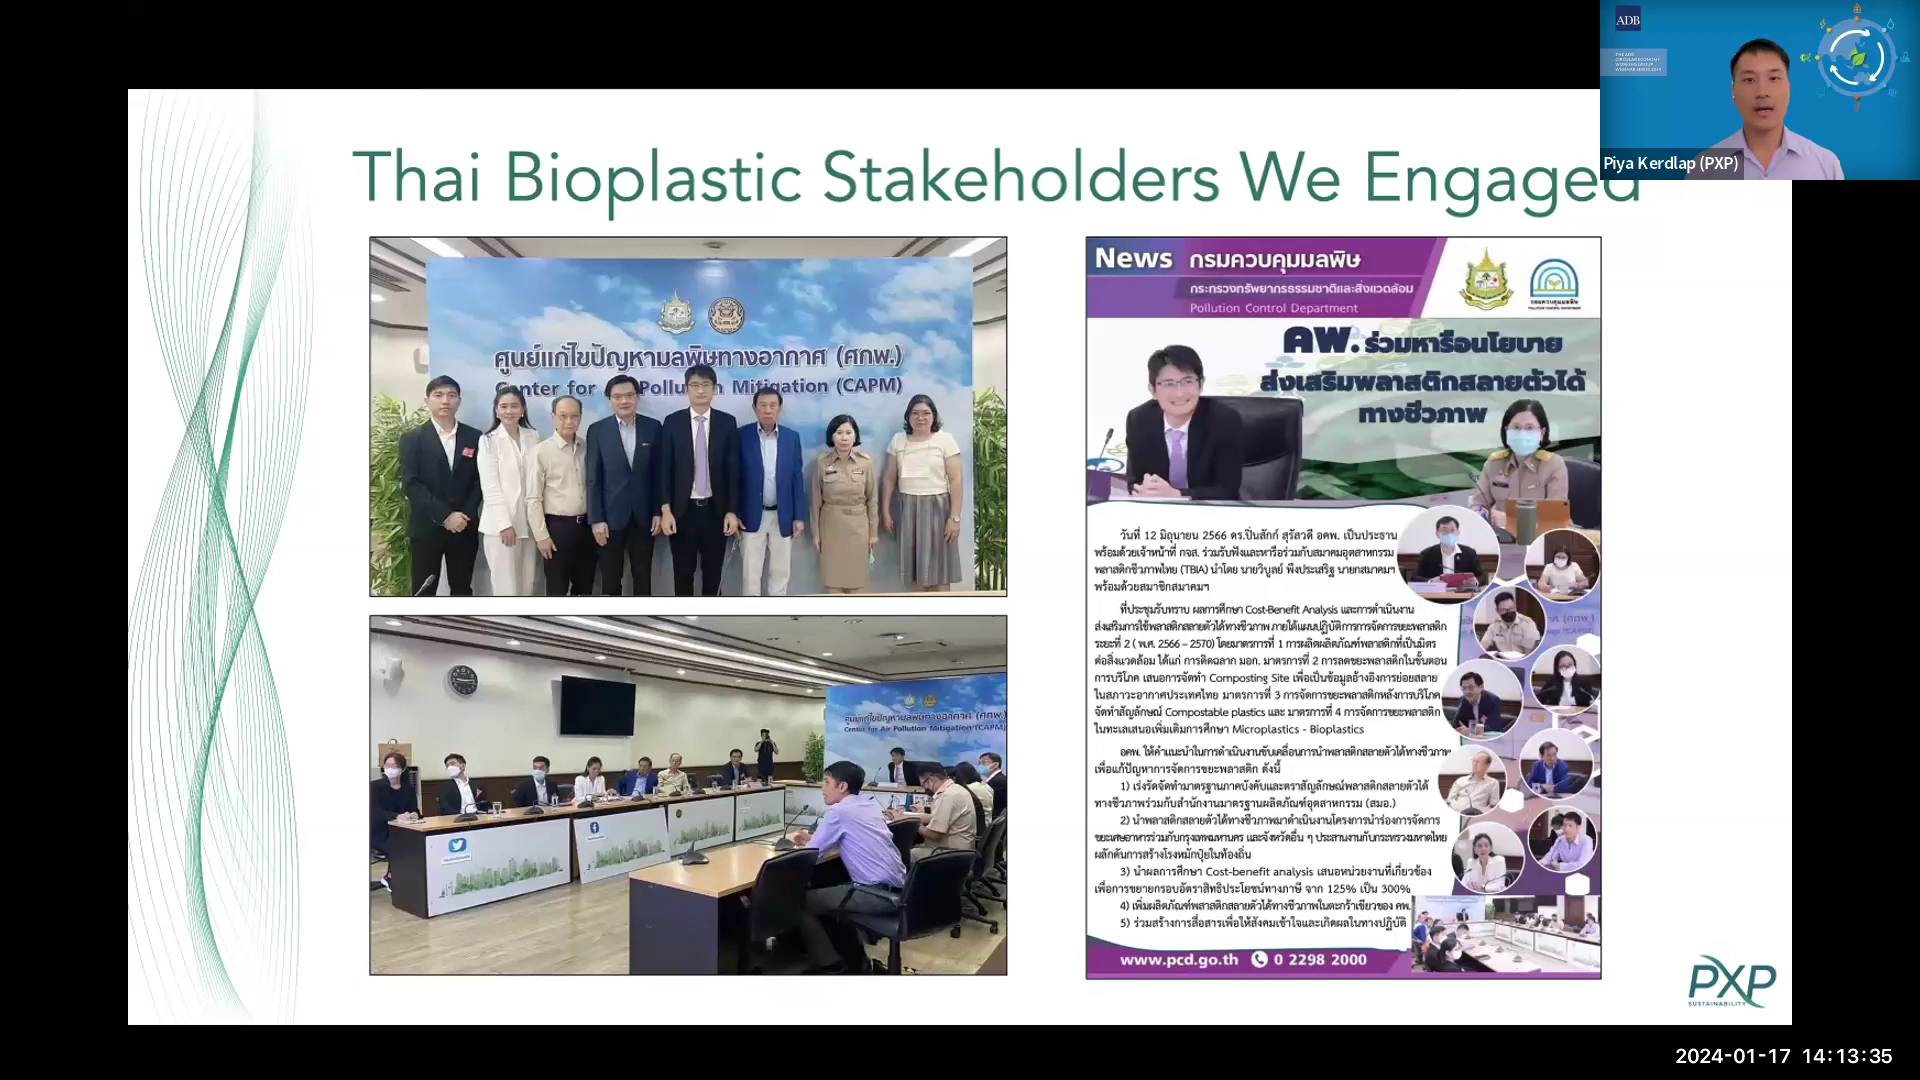 ADB
THE ADB
CIRCULAR ECONOMY
WORKING GROUP
WEBINAR SERIES 2024
Piya Kerdlap (PXP)
Thai Bioplastic Stakeholders We Engaged
ศูนย์แก้ไขปัญหามลพิษทางอากาศ (ศกพ.)
Center for Air Pollution Mitigation (CAPM)
ศูนย์แก้ไขปัญหามลพิษทางอากาศ (ศกพ.)
Center for Air Pollution Mitigation (CAPM)
News กรมควบคุมมลพิษ
กระทรวงทรัพยากรธรรมชาติและสิ่งแวดล้อม
Pollution Control Department
กรมควบคุมมลพิษ
POLLUTION CONTROL DEPARTMENT
คพ. ร่วมหารือนโยบาย
ส่งเสริมพลาสติกสลายตัวได้
ทางชีวภาพ
วันที่ 12 มิถุนายน 2566 ดร.ปิ่นสักก์ สุรัสวดี อคพ. เป็นประธาน
พร้อมด้วยเจ้าหน้าที่ กจส. ร่วมรับฟังและหารือร่วมกับสมาคมอุตสาหกรรม
พลาสติกชีวภาพไทย (TBIA) นำโดย นายวิบูลย์ พึงประเสริฐ นายกสมาคมฯ
พร้อมด้วยสมาชิกสมาคมฯ
ที่ประชุมรับทราบ ผลการศึกษา Cost-Benefit Analysis และการดำเนินงาน
ส่งเสริมการใช้พลาสติกสลายตัวได้ทางชีวภาพ ภายใต้แผนปฏิบัติการการจัดการขยะพลาสติก
ระยะที่ 2 ( พ.ศ. 2566 – 2570) โดยมาตรการที่ 1 การผลิตผลิตภัณฑ์พลาสติกที่เป็นมิตร
ต่อสิ่งแวดล้อม ได้แก่ การติดฉลาก มอก. มาตรการที่ 2 การลดขยะพลาสติกในขั้นตอน
การบริโภค เสนอการจัดทำ Composting Site เพื่อเป็นข้อมูลอ้างอิงการย่อยสลาย
ในสภาวะอากาศประเทศไทย มาตรการที่ 3 การจัดการขยะพลาสติกหลังการบริโภค
จัดทำสัญลักษณ์ Compostable plastics และ มาตรการที่ 4 การจัดการขยะพลาสติก
ในทะเลเสนอเพิ่มเติมการศึกษา Microplastics - Bioplastics
อคพ. ให้คำแนะนำในการดำเนินงานขับเคลื่อนการนำพลาสติกสลายตัวได้ทางชีวภาพ
เพื่อแก้ปัญหาการจัดการขยะพลาสติก ดังนี้
1) เร่งรัดจัดทำมาตรฐานภาคบังคับและตราสัญลักษณ์พลาสติกสลายตัวได้
ทางชีวภาพร่วมกับสำนักงานมาตรฐานผลิตภัณฑ์อุตสาหกรรม (สมอ.)
2) นำพลาสติกสลายตัวได้ทางชีวภาพมาดำเนินงานโครงการนำร่องการจัดการ
ขยะเศษอาหารร่วมกับกรุงเทพมหานคร และจังหวัดอื่น ๆ ประสานงานกับกระทรวงมหาดไทย
ผลักดันการสร้างโรงหมักปุ๋ยในท้องถิ่น
3) นำผลการศึกษา Cost-benefit analysis เสนอหน่วยงานที่เกี่ยวข้อง
เพื่อการขยายกรอบอัตราสิทธิประโยชน์ทางภาษี จาก 125% เป็น 300%
4) เพิ่มผลิตภัณฑ์พลาสติกสลายตัวได้ทางชีวภาพในตะกร้าเขียวของ คพ.
5) ร่วมสร้างการสื่อสารเพื่อให้สังคมเข้าใจและเกิดผลในทางปฏิบัติ
www.pcd.go.th 0 2298 2000
PXP
SUSTAINABILITY
2024-01-17 14:13:35